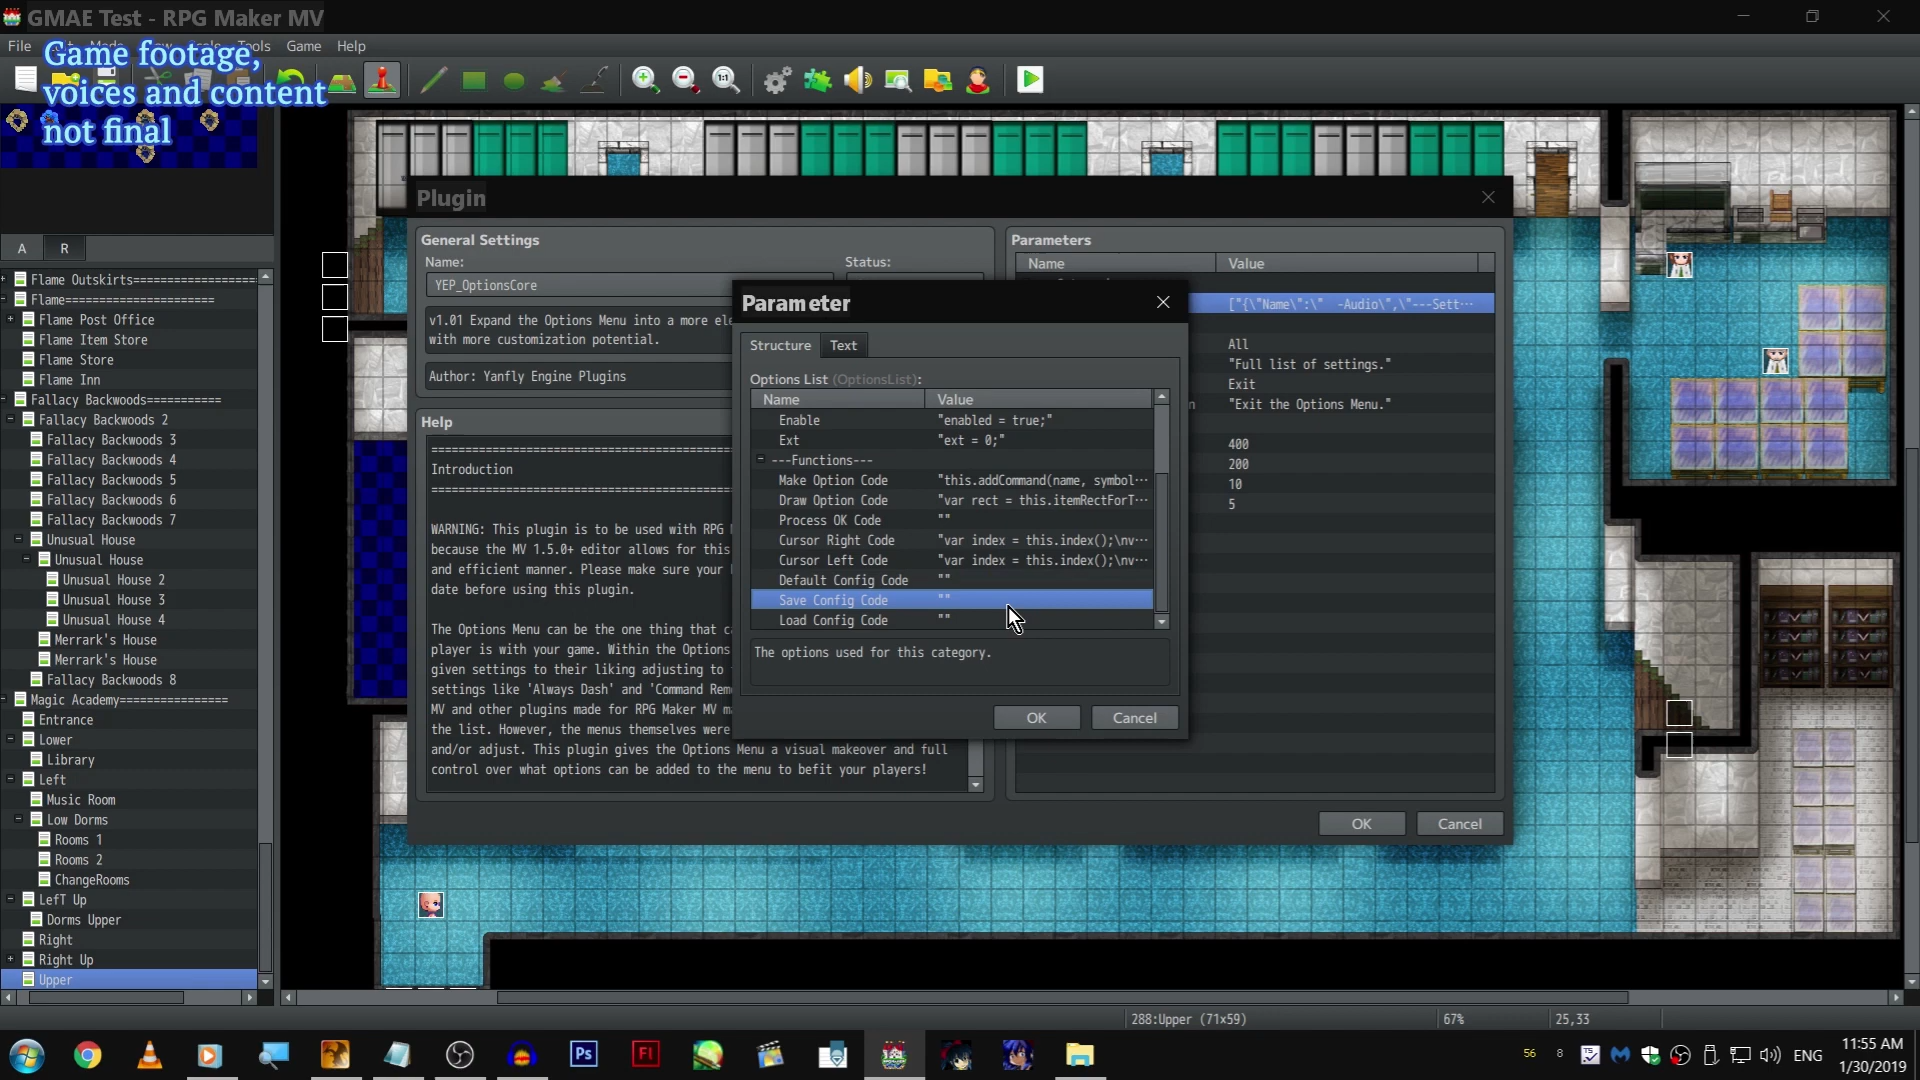 GMAE Test - RPG Maker MV
File
Tools
Game
Help
Game footage,
voices and content
not final
1:1
A
R
Flame Outskirts===================
Flame======================
Flame Post Office
Flame Item Store
Flame Store
Flame Inn
Fallacy Backwoods===========
Fallacy Backwoods 2
Fallacy Backwoods 3
Fallacy Backwoods 4
Fallacy Backwoods 5
Fallacy Backwoods 6
Fallacy Backwoods 7
Unusual House
Unusual House
Unusual House 2
Unusual House 3
Unusual House 4
Merrark's House
Merrark's House
Fallacy Backwoods 8
Magic Academy================
Entrance
Lower
Library
Left
Music Room
Low Dorms
Rooms 1
Rooms 2
ChangeRooms
LefT Up
Dorms Upper
Right
Right Up
Upper
Plugin
General Settings
Name:
Status:
YEP_OptionsCore
v1.01 Expand the Options Menu into a more ele
with more customization potential.
Author: Yanfly Engine Plugins
Help
Introduction
WARNING: This plugin is to be used with RPG
because the MV 1.5.0+ editor allows for this
and efficient manner. Please make sure your
date before using this plugin.
The Options Menu can be the one thing that c
player is with your game. Within the Options
given settings to their liking adjusting to
settings like 'Always Dash' and 'Command Rem
MV and other plugins made for RPG Maker MV m
the list. However, the menus themselves were
and/or adjust. This plugin gives the Options Menu a visual makeover and full
control over what options can be added to the menu to befit your players!
Parameters
Name
Value
["{\"Name\":\"  -Audio\",\"---Sett…
All
"Full list of settings."
Exit
n
"Exit the Options Menu."
400
200
10
5
OK
Cancel
Parameter
Structure
Text
Options List (OptionsList):
Name
Value
Enable
"enabled = true;"
Ext
"ext = 0;"
---Functions---
Make Option Code
"this.addCommand(name, symbol…
Draw Option Code
"var rect = this.itemRectForT…
Process OK Code
""
Cursor Right Code
"var index = this.index();\nv…
Cursor Left Code
"var index = this.index();\nv…
Default Config Code
""
Save Config Code
""
Load Config Code
""
The options used for this category.
OK
Cancel
288:Upper (71x59)
67%
25,33
Ps
Fl
56
8
ENG
11:55 AM
1/30/2019